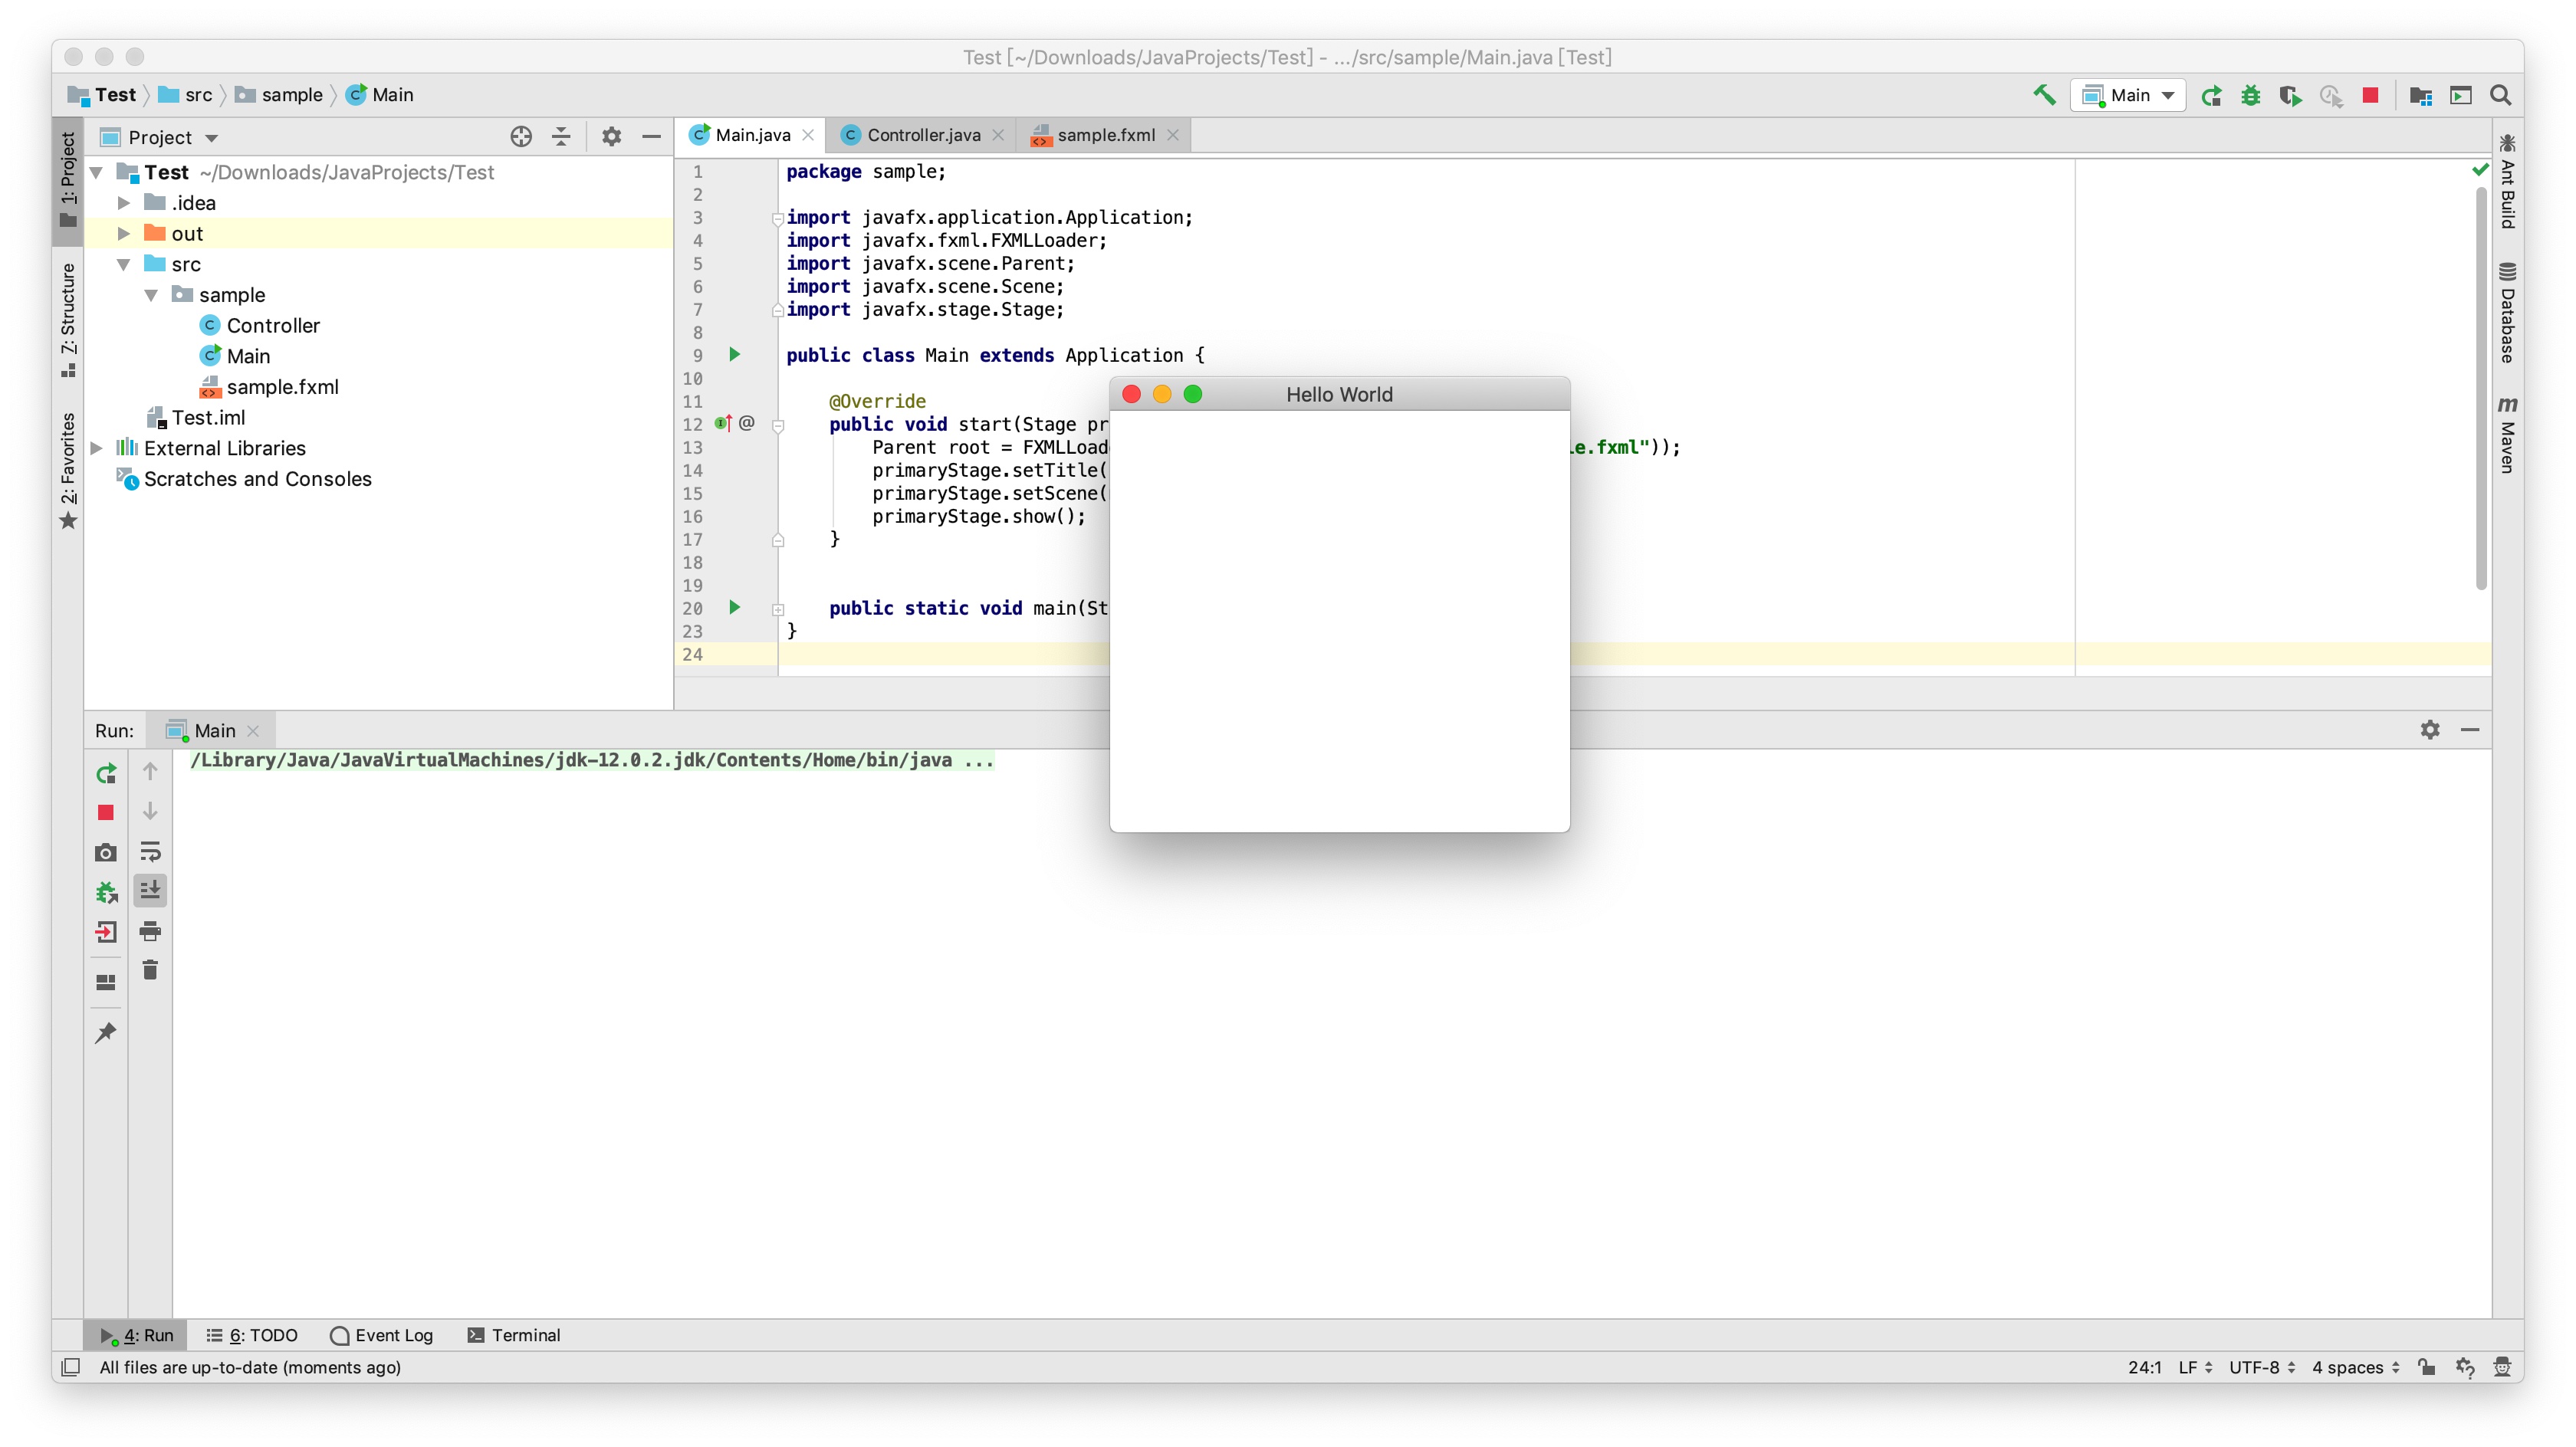 Test [~/Downloads/JavaProjects/Test] - .../src/sample/Main.java [Test]
Test src sample Main
Main
1: Project
7: Structure
2: Favorites
Project
Test ~/Downloads/JavaProjects/Test
.idea
out
src
sample
Controller
Main
sample.fxml
Test.iml
External Libraries
Scratches and Consoles
Main.java Controller.java sample.fxml
1 package sample;
2
3 import javafx.application.Application;
4 import javafx.fxml.FXMLLoader;
5 import javafx.scene.Parent;
6 import javafx.scene.Scene;
7 import javafx.stage.Stage;
8
9 public class Main extends Application {
10
11 @Override
12 @ public void start(Stage pr
13 Parent root = FXMLLoad le.fxml"));
14 primaryStage.setTitle(
15 primaryStage.setScene(
16 primaryStage.show();
17 }
18
19
20 public static void main(St
23 }
24
Hello World
Ant Build
Database
m Maven
Run: Main
/Library/Java/JavaVirtualMachines/jdk-12.0.2.jdk/Contents/Home/bin/java ...
4: Run 6: TODO Event Log Terminal
All files are up-to-date (moments ago)
24:1 LF UTF-8 4 spaces